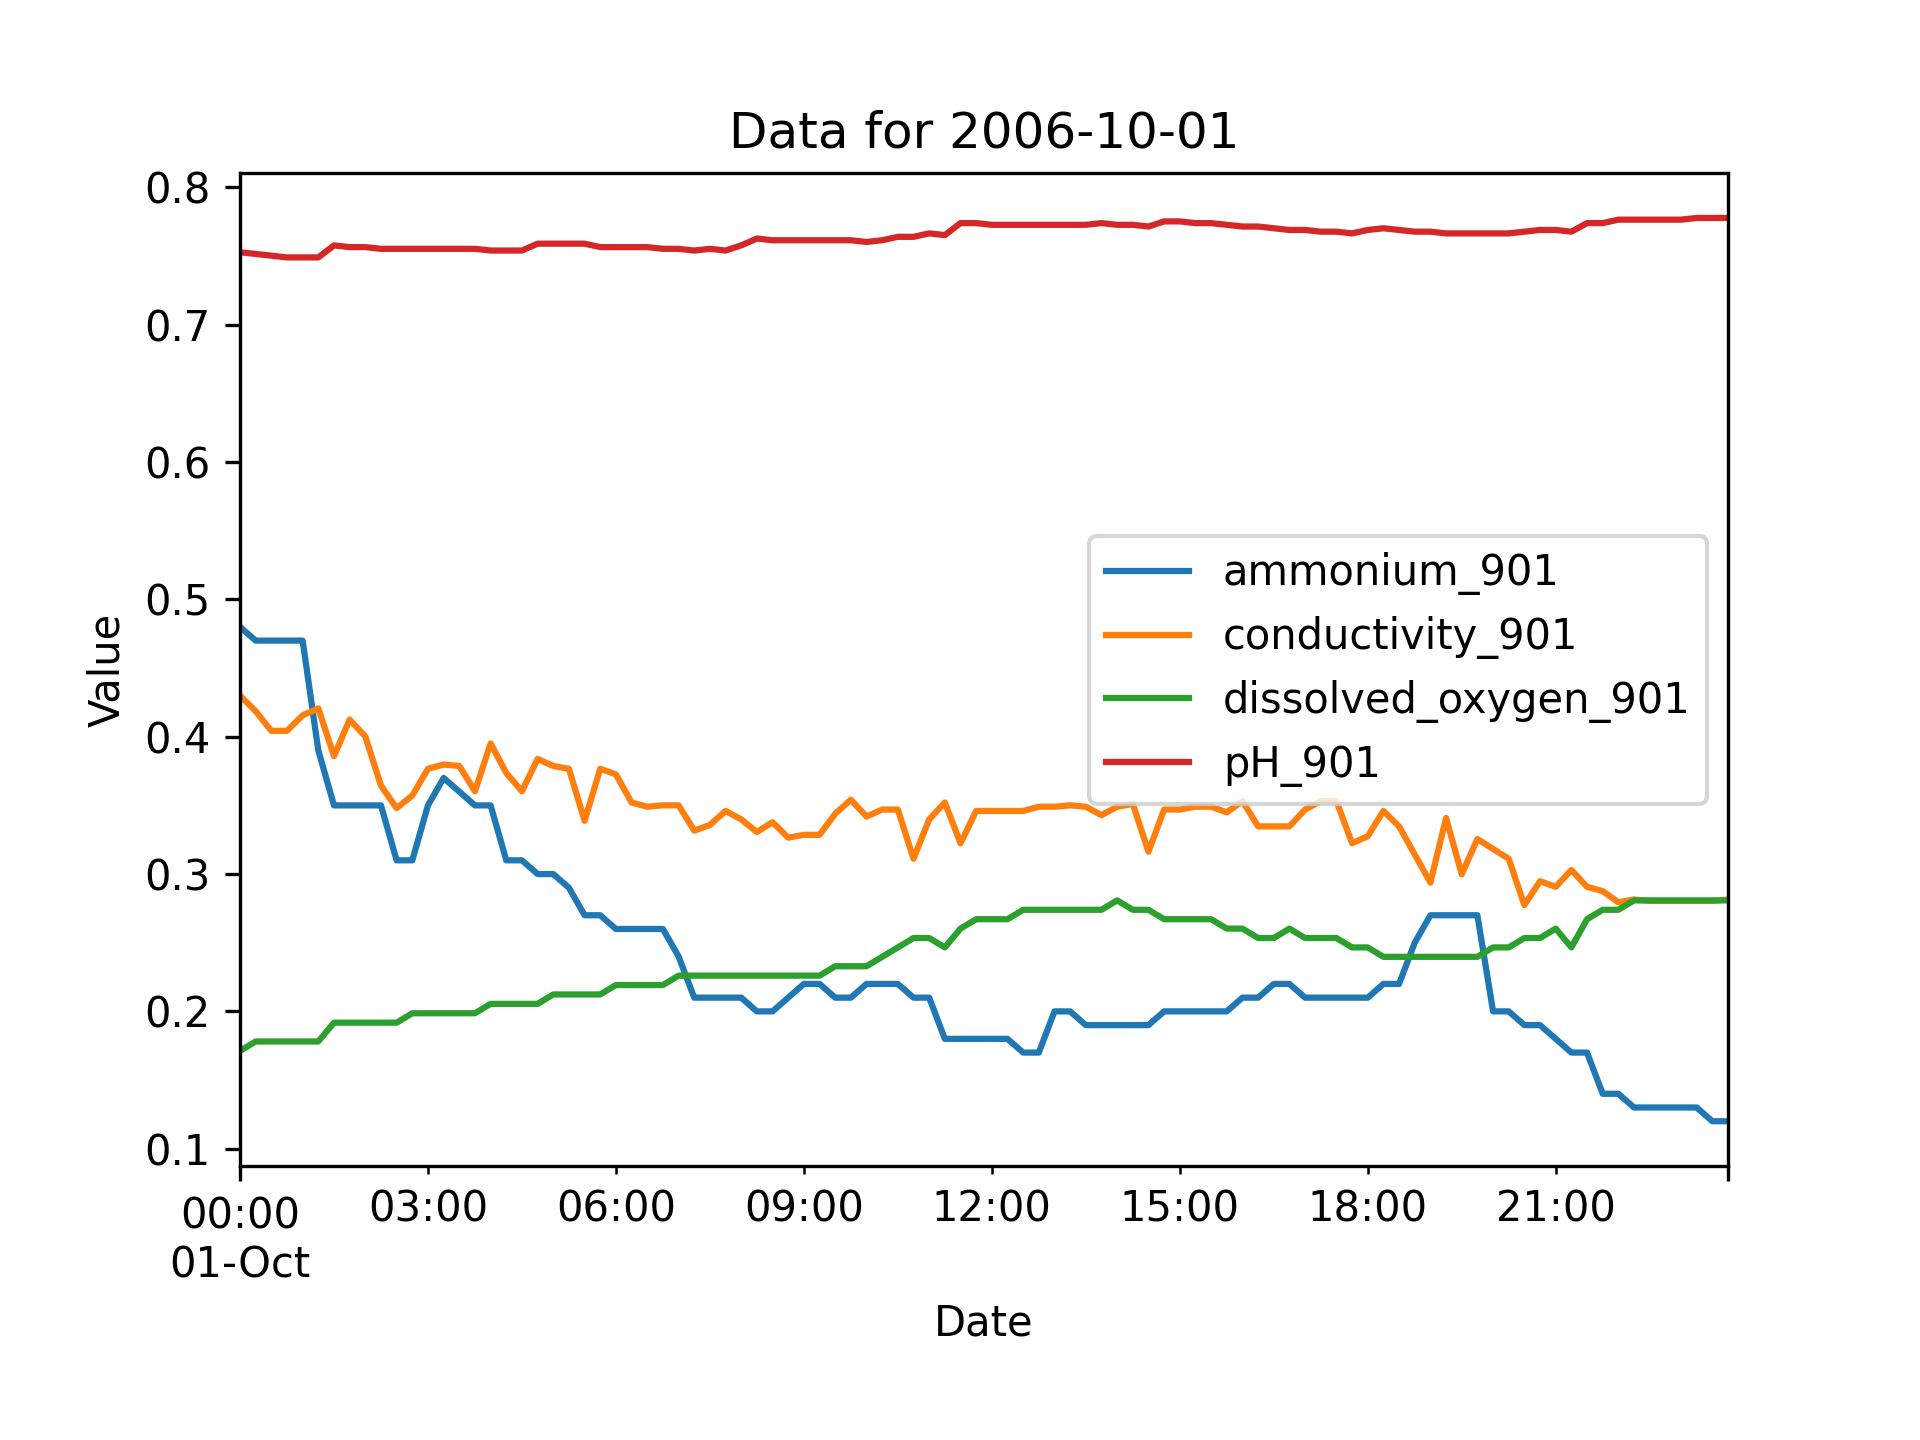 Data for 2006-10-01
0.8
0.7
0.6
0.5
0.4
0.3
0.2
0.1
Value
ammonium_901
conductivity_901
dissolved_oxygen_901
pH_901
00:00 03:00 06:00 09:00 12:00 15:00 18:00 21:00
01-Oct
Date